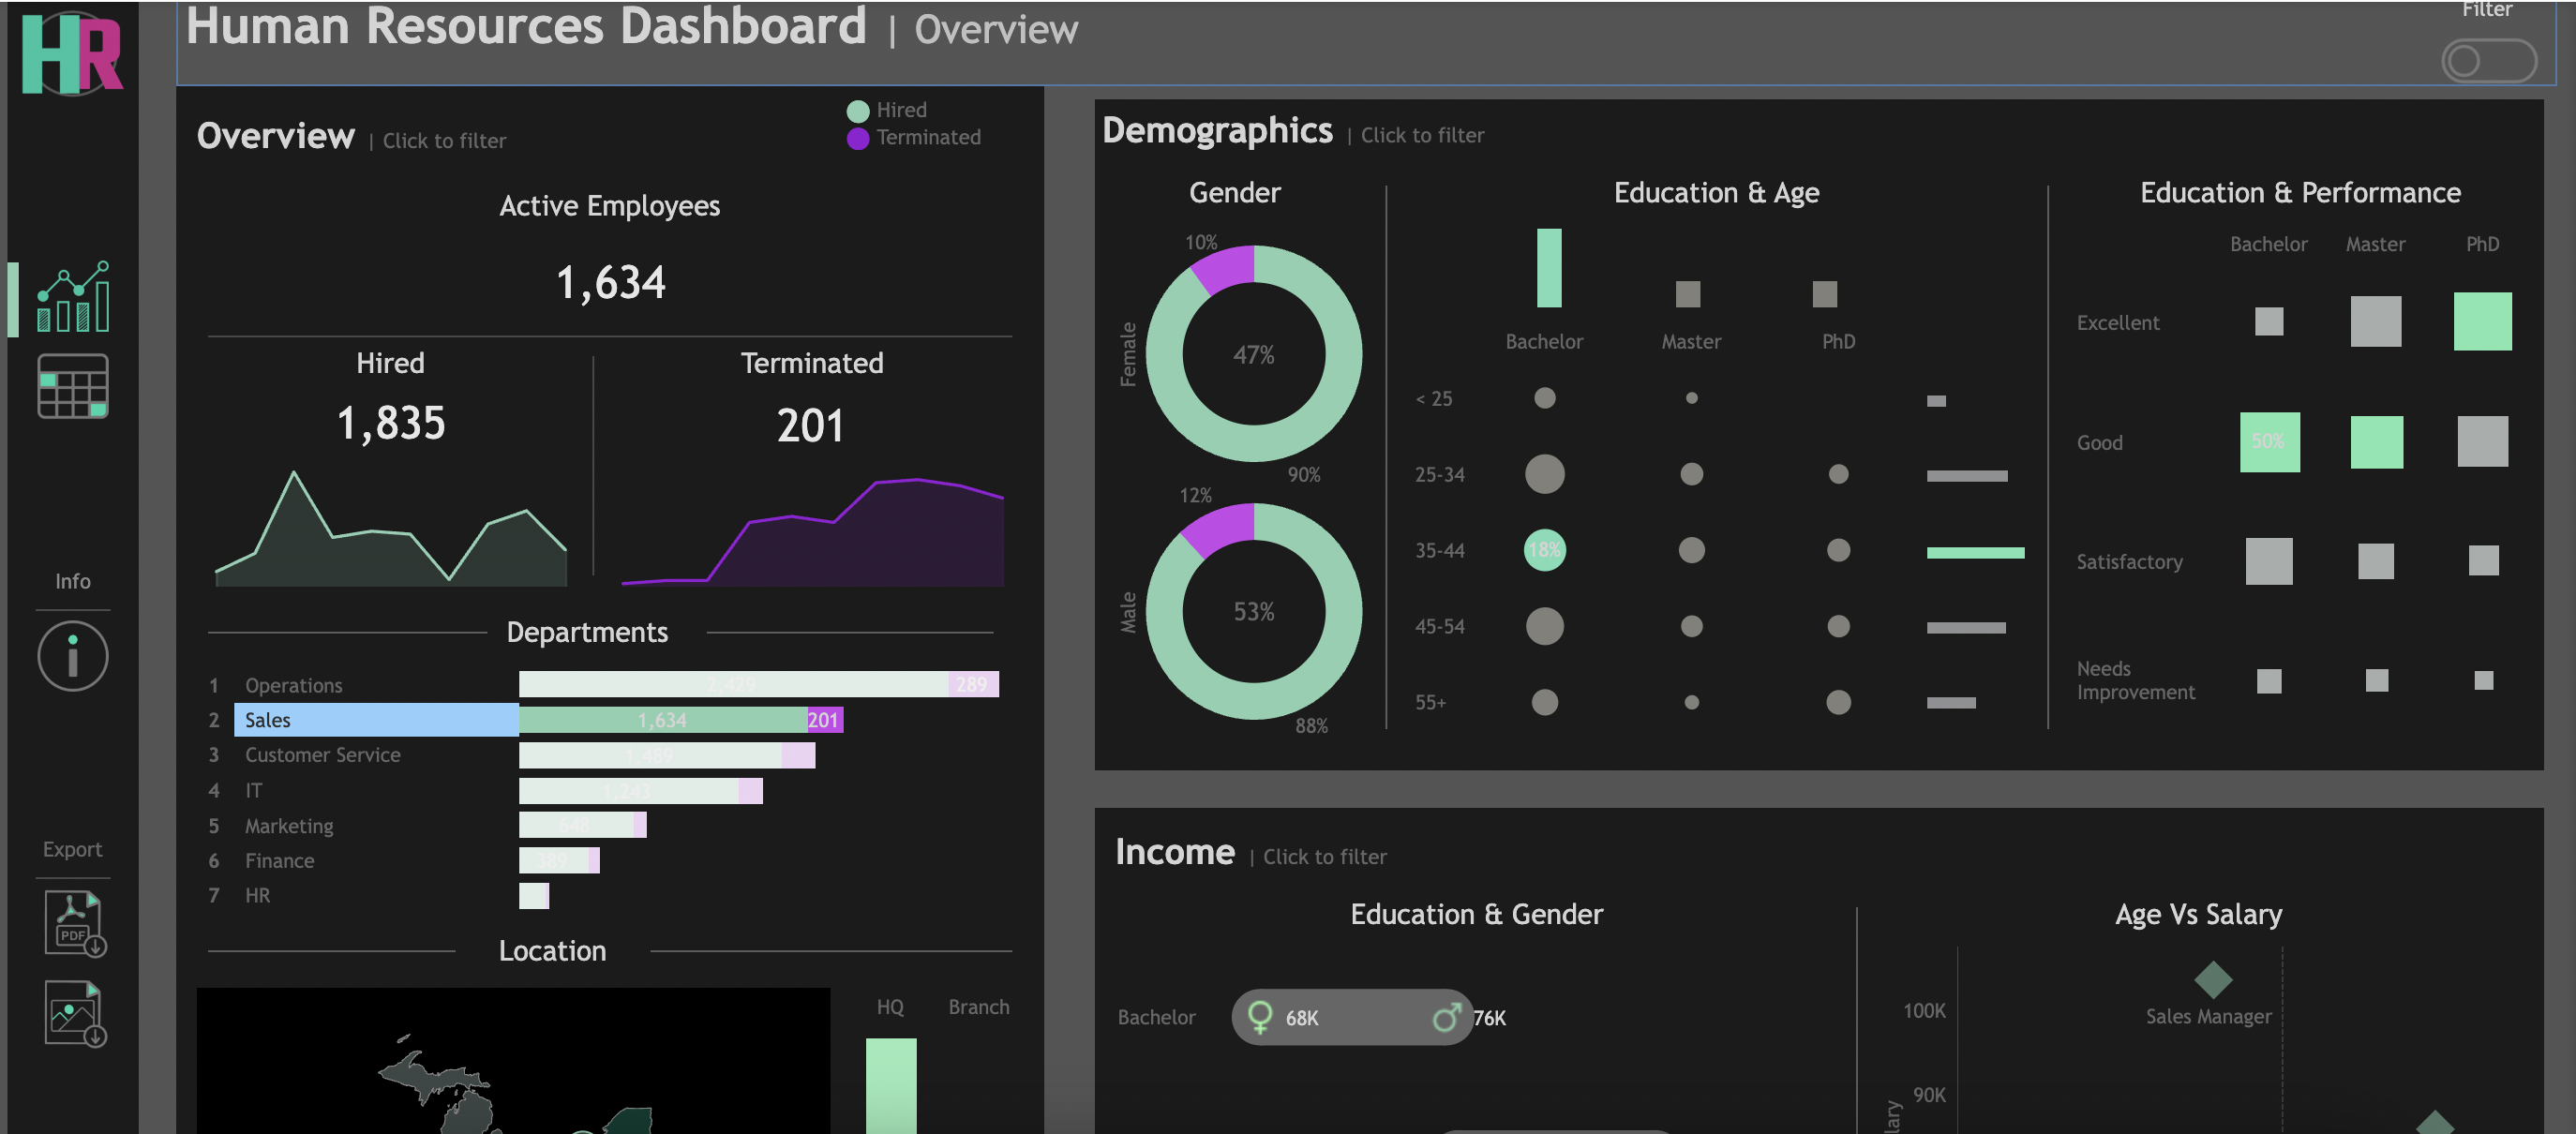 HR
Human Resources Dashboard | Overview
Filter
Overview | Click to filter
Hired
Terminated
Active Employees
1,634
Hired
1,835
Terminated
201
Departments
1 Operations 2,429 289
2 Sales 1,634 201
3 Customer Service 1,489
4 IT 1,243
5 Marketing 648
6 Finance 389
7 HR
Location
HQ Branch
Info
Export
PDF
Demographics | Click to filter
Gender
Female
10%
47%
90%
Male
12%
53%
88%
Education & Age
Bachelor Master PhD
< 25
25-34
35-44 18%
45-54
55+
Education & Performance
Bachelor Master PhD
Excellent
Good 50%
Satisfactory
Needs
Improvement
Income | Click to filter
Education & Gender
Bachelor 68K 76K
Age Vs Salary
100K
Sales Manager
90K